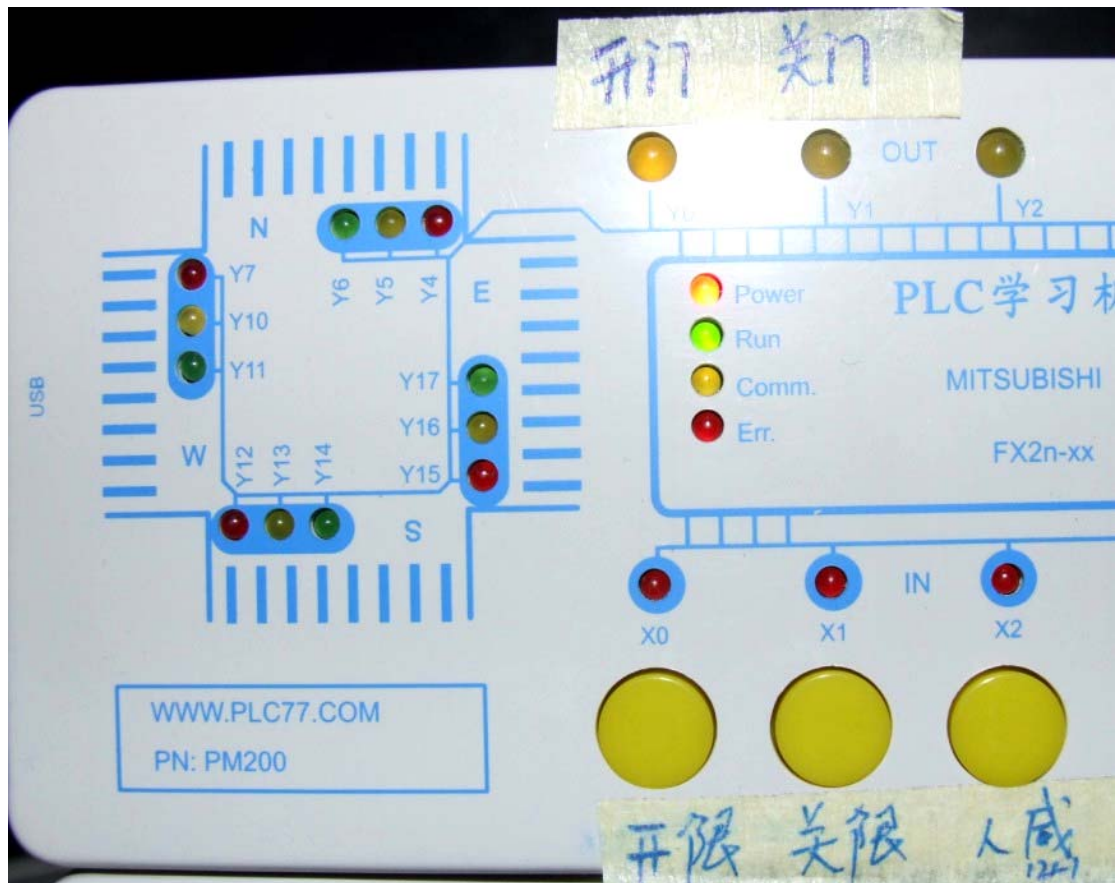 开门 关门
OUT
Y0 Y1 Y2
N
Y6 Y5 Y4
Y7
Y10
Y11
E
Y17
Y16
Y15
W
Y12 Y13 Y14
S
USB
Power
Run
Comm.
Err.
PLC学习机
MITSUBISHI
FX2n-xx
IN
X0 X1 X2
WWW.PLC77.COM
PN: PM200
开限 关限 人感